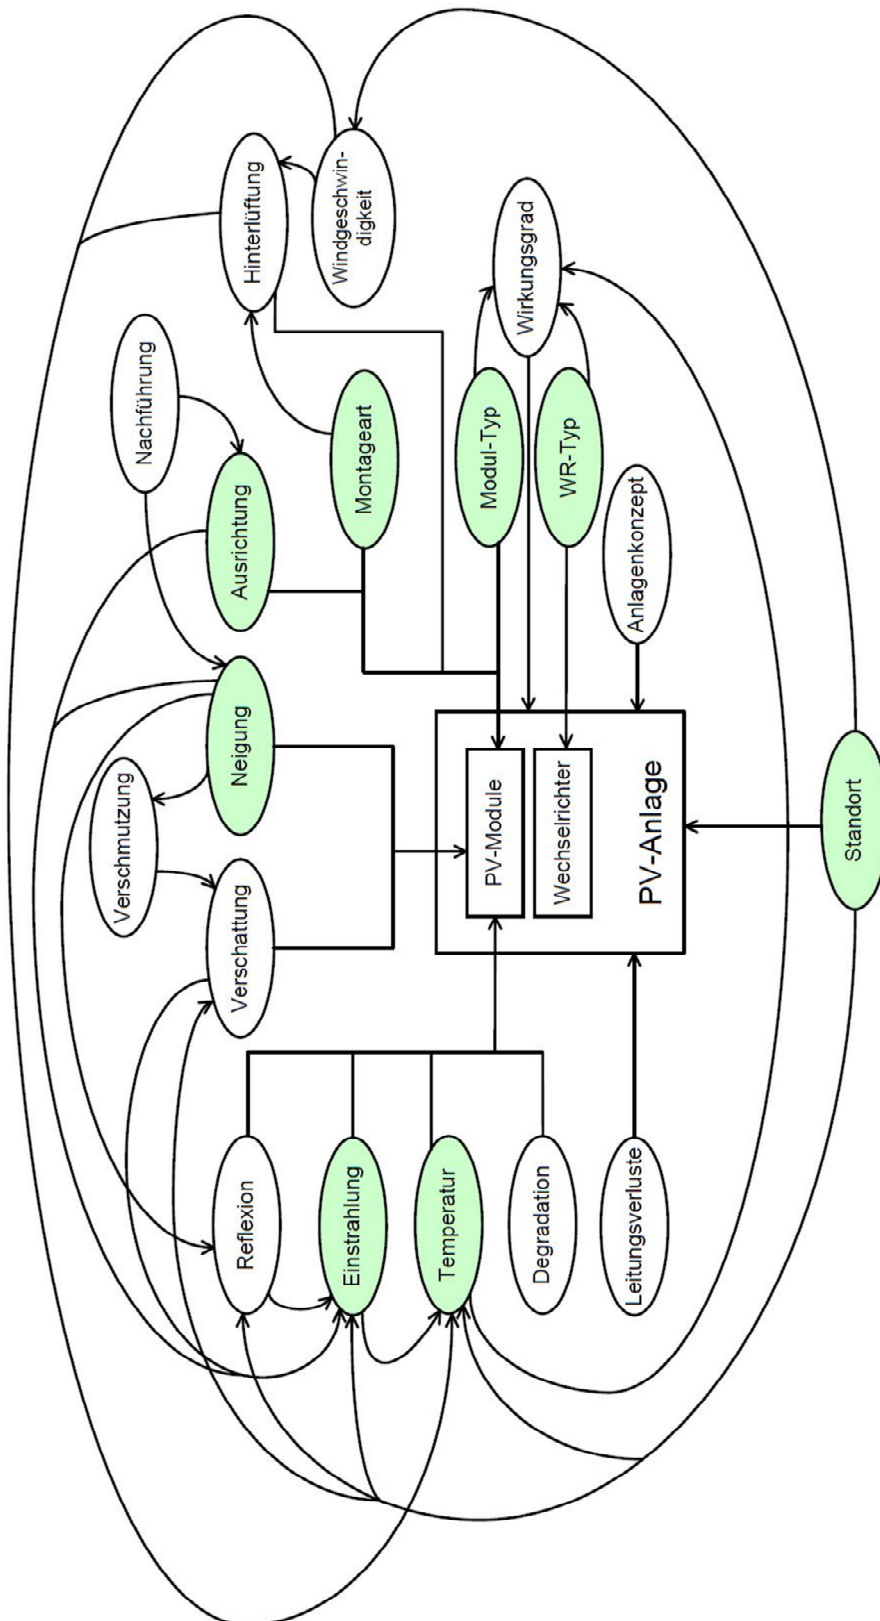 Verschmutzung
Nachführung
Reflexion
Verschattung
Neigung
Ausrichtung
Hinterlüftung
Einstrahlung
Montageart
Windgeschwin-
digkeit
Temperatur
PV-Module
Modul-Typ
Wirkungsgrad
Degradation
Wechselrichter
WR-Typ
Leitungsverluste
PV-Anlage
Anlagenkonzept
Standort